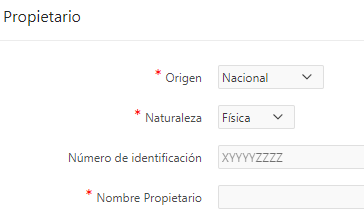 Propietario
* Origen Nacional
* Naturaleza Física
Número de identificación XYYYYZZZZ
* Nombre Propietario